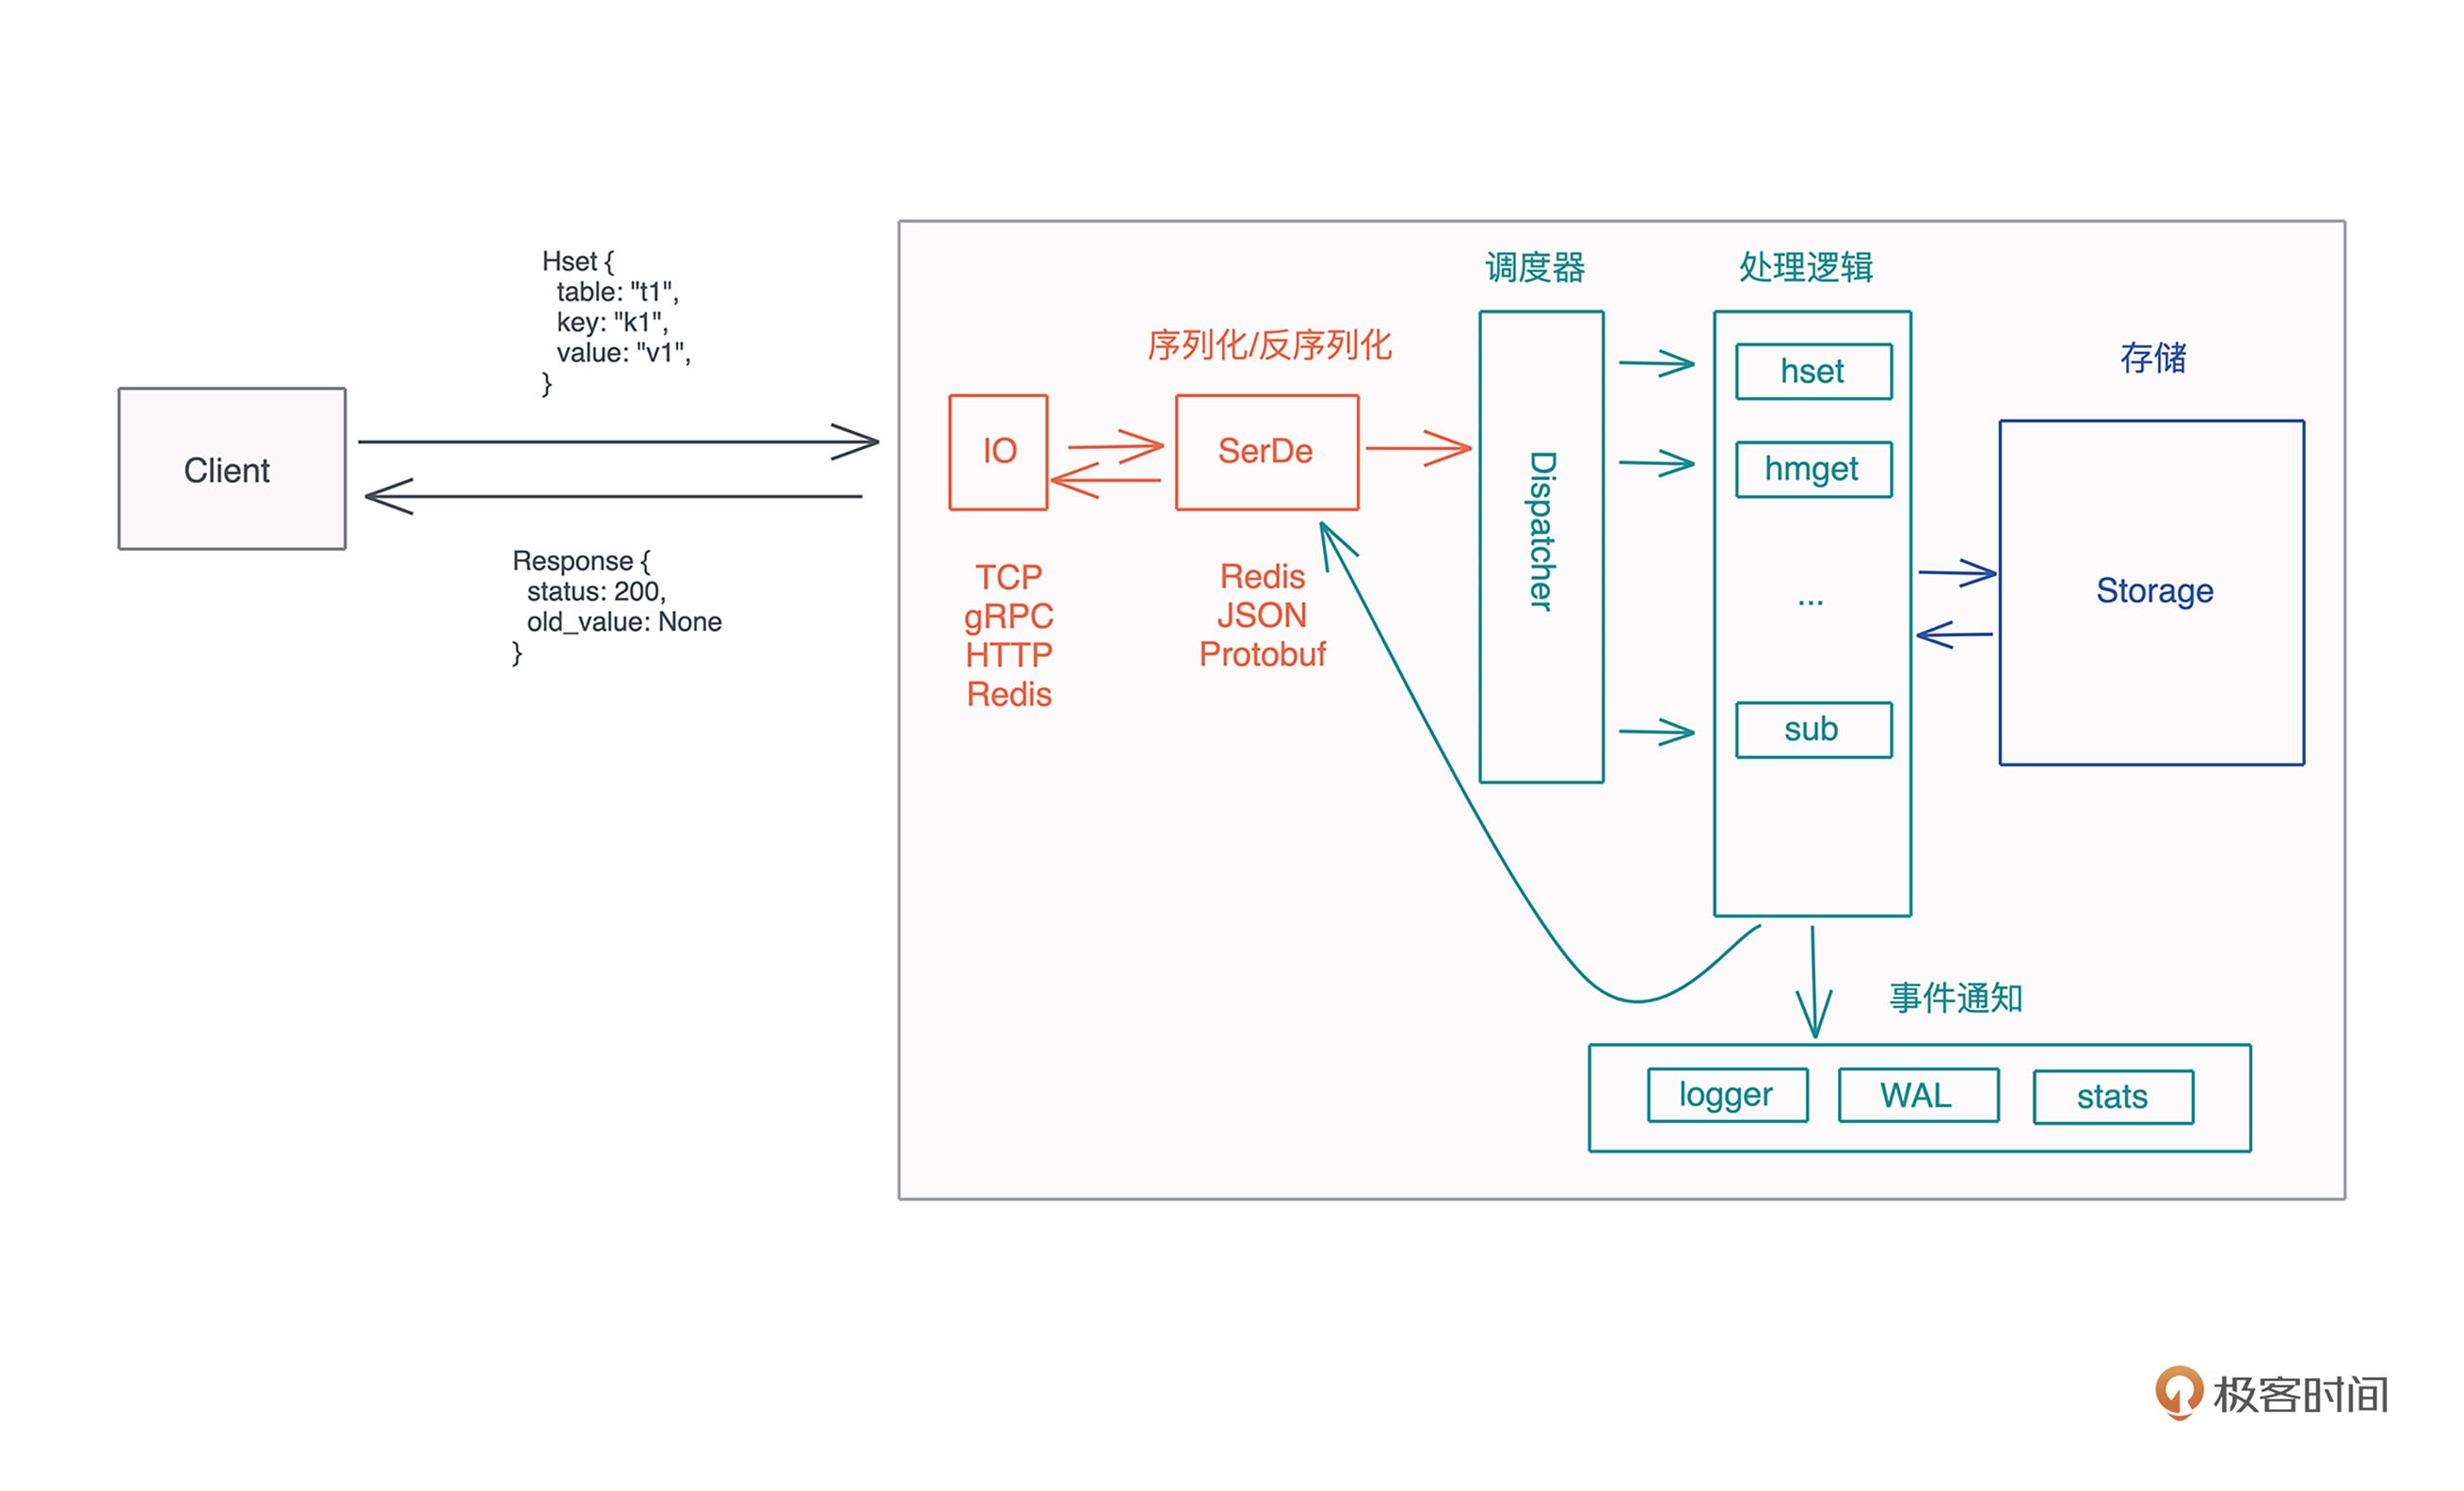 Client
Hset {
table: "t1",
key: "k1",
value: "v1",
}
Response {
status: 200,
old_value: None
}
IO
TCP
gRPC
HTTP
Redis
序列化/反序列化
SerDe
Redis
JSON
Protobuf
调度器
Dispatcher
处理逻辑
hset
hmget
...
sub
存储
Storage
事件通知
logger
WAL
stats
极客时间